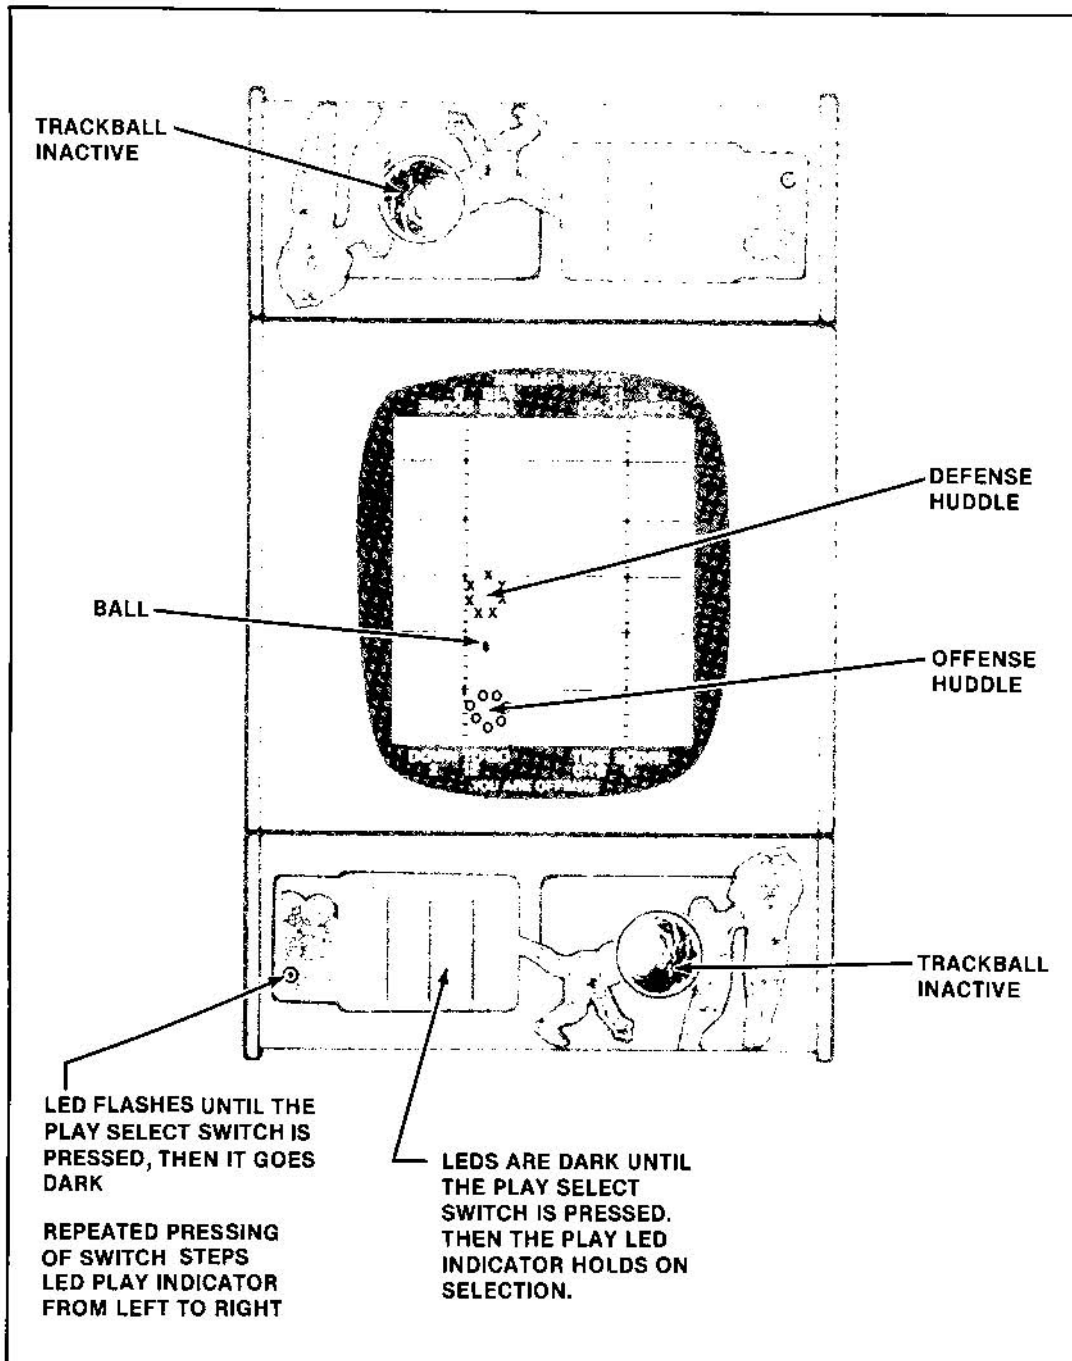 TRACKBALL
INACTIVE
DEFENSE
HUDDLE
BALL
OFFENSE
HUDDLE
TRACKBALL
INACTIVE
LED FLASHES UNTIL THE
PLAY SELECT SWITCH IS
PRESSED, THEN IT GOES
DARK
REPEATED PRESSING
OF SWITCH STEPS
LED PLAY INDICATOR
FROM LEFT TO RIGHT
LEDS ARE DARK UNTIL
THE PLAY SELECT
SWITCH IS PRESSED.
THEN THE PLAY LED
INDICATOR HOLDS ON
SELECTION.